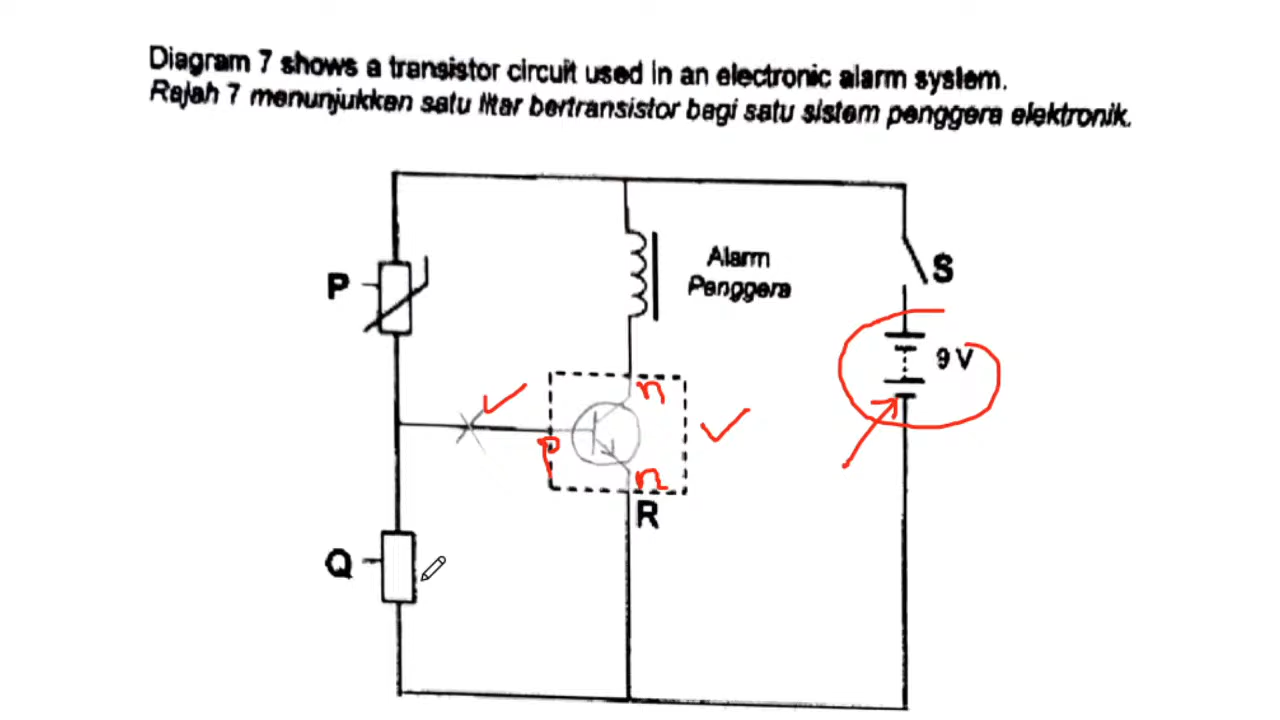 Diagram 7 shows a transistor circuit used in an electronic alarm system.
Rajah 7 menunjukkan satu litar bertransistor bagi satu sistem penggera elektronik.
P
Alarm
Penggera
S
9 V
n
p
n
R
Q